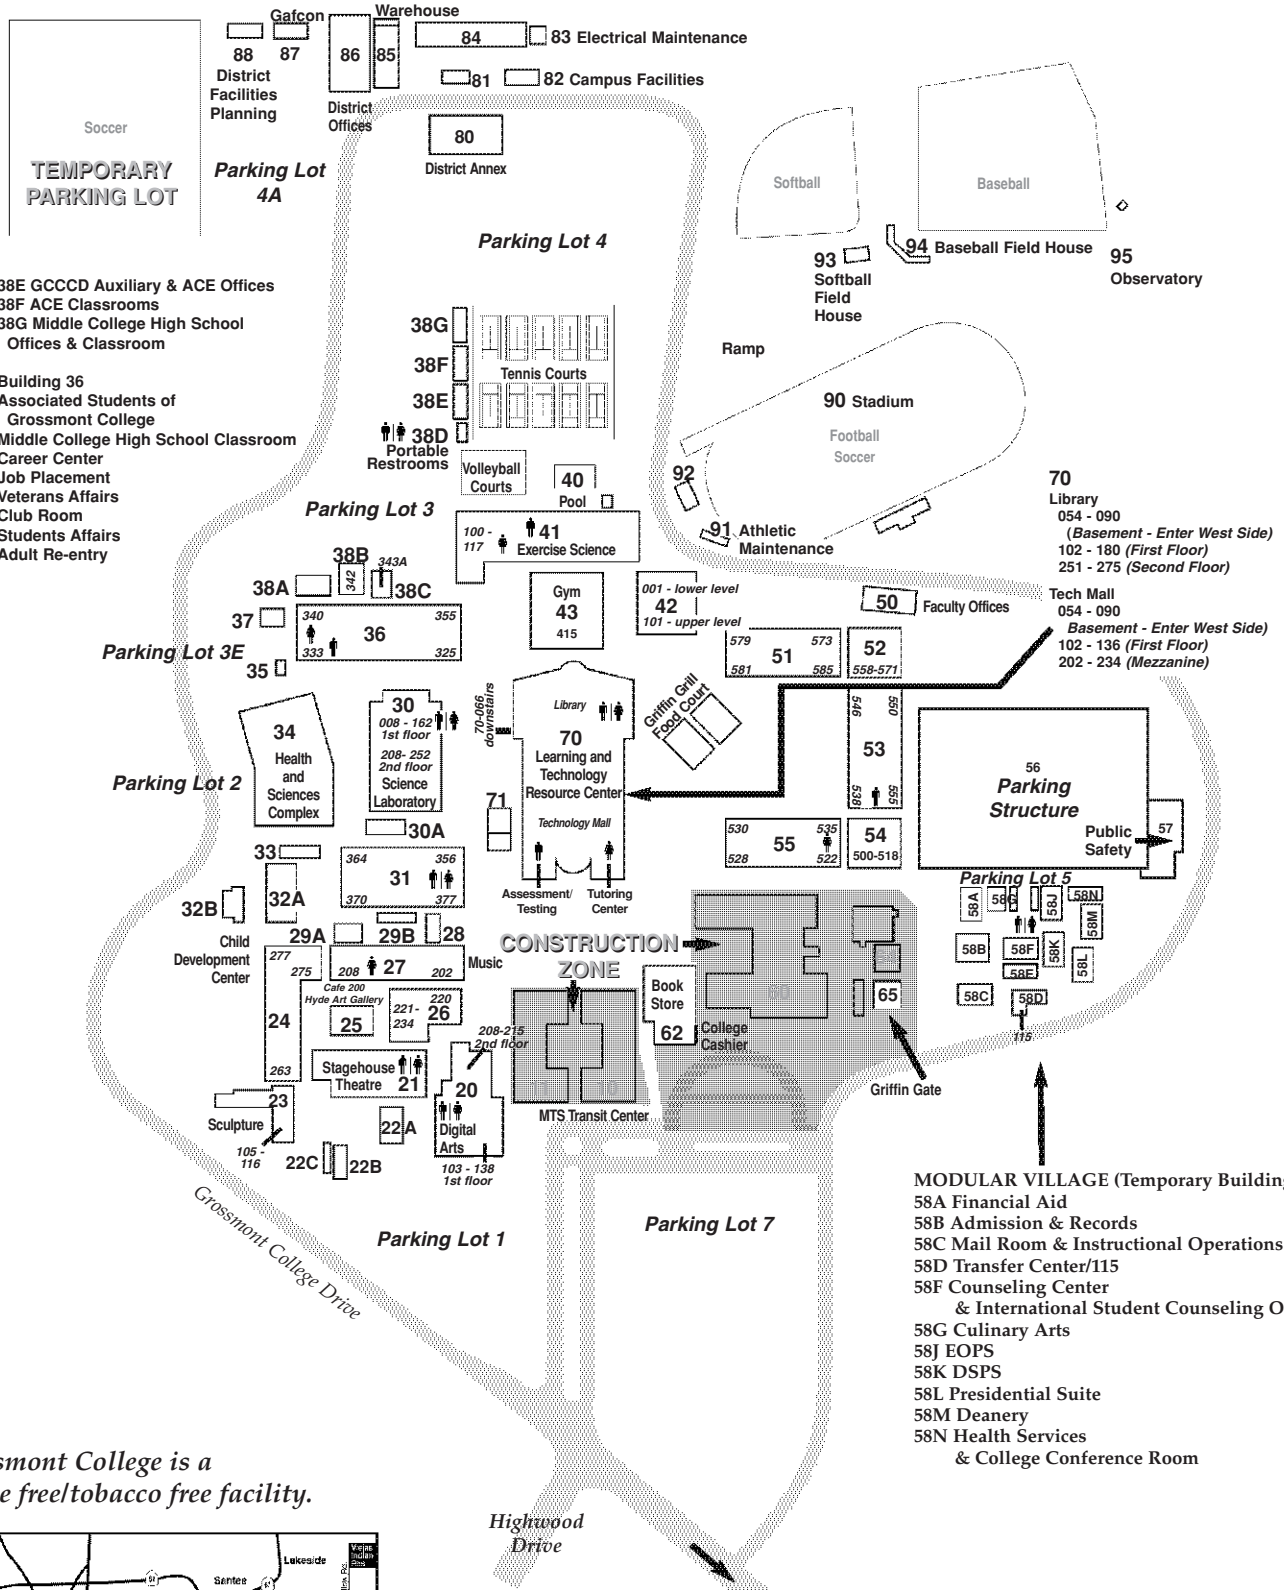 Gafcon
Warehouse
88
87
86
85
84
83 Electrical Maintenance
81
82 Campus Facilities
District
Facilities
Planning
District
Offices
80
District Annex
Soccer
TEMPORARY
PARKING LOT
Parking Lot
4A
Parking Lot 4
Softball
Baseball
93
Softball
Field
House
94 Baseball Field House
95
Observatory
38E GCCCD Auxiliary & ACE Offices
38F ACE Classrooms
38G Middle College High School
Offices & Classroom
Building 36
Associated Students of
Grossmont College
Middle College High School Classroom
Career Center
Job Placement
Veterans Affairs
Club Room
Students Affairs
Adult Re-entry
38G
38F
38E
38D
Portable
Restrooms
Tennis Courts
Volleyball
Courts
40
Pool
Ramp
90 Stadium
Football
Soccer
92
91 Athletic
Maintenance
70
Library
054 - 090
(Basement - Enter West Side)
102 - 180 (First Floor)
251 - 275 (Second Floor)
Tech Mall
054 - 090
Basement - Enter West Side)
102 - 136 (First Floor)
202 - 234 (Mezzanine)
Parking Lot 3
100 -
117
41
Exercise Science
38B
343A
342
38A
38C
37
340
355
36
333
325
Parking Lot 3E
35
Gym
43
415
001 - lower level
42
101 - upper level
50 Faculty Offices
579
573
51
581
585
52
558-571
546
550
53
538
555
34
Health
and
Sciences
Complex
30
008 - 162
1st floor
208- 252
2nd floor
Science
Laboratory
70-066
downstairs
Library
70
Learning and
Technology
Resource Center
Technology Mall
Griffin Grill
Food Court
56
Parking
Structure
Public
Safety
57
Parking Lot 2
71
30A
33
364
356
31
370
377
32A
32B
Child
Development
Center
Assessment/
Testing
Tutoring
Center
530
535
55
528
522
54
500-518
Parking Lot 5
58A
58G
58J
58N
58M
58B
58F
58K
58E
58L
58C
58D
115
29A
29B
28
277
275
208
27
202
Music
Cafe 200
Hyde Art Gallery
CONSTRUCTION
ZONE
Book
Store
62
College
Cashier
60
65
Griffin Gate
24
263
25
221-
234
220
26
208-215
2nd floor
Stagehouse
Theatre
21
20
Digital
Arts
103 - 138
1st floor
11
10
MTS Transit Center
23
Sculpture
105 -
116
22A
22C
22B
Grossmont College Drive
Parking Lot 1
Parking Lot 7
MODULAR VILLAGE (Temporary Building
58A Financial Aid
58B Admission & Records
58C Mail Room & Instructional Operations
58D Transfer Center/115
58F Counseling Center
& International Student Counseling O
58G Culinary Arts
58J EOPS
58K DSPS
58L Presidential Suite
58M Deanery
58N Health Services
& College Conference Room
smont College is a
e free/tobacco free facility.
Highwood
Drive
Lakeside
Santee
Viejas
Indian
Res